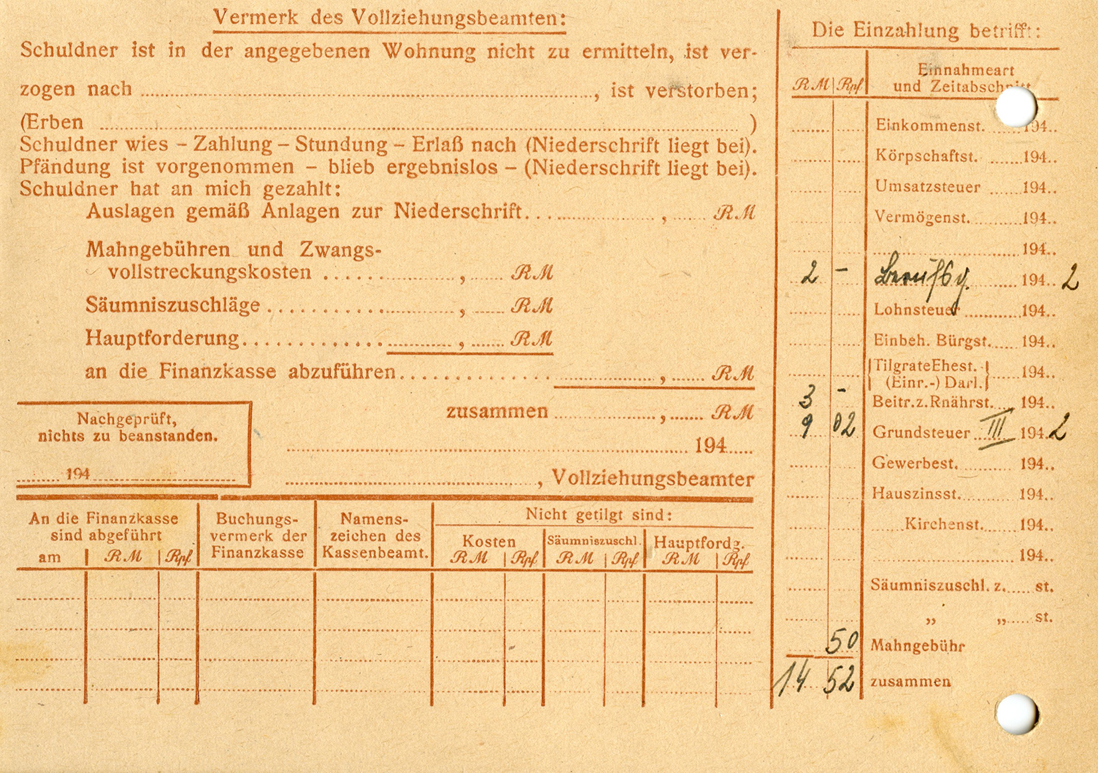 Vermerk des Vollziehungsbeamten:
Schuldner ist in der angegebenen Wohnung nicht zu ermitteln, ist ver-
zogen nach ........, ist verstorben;
(Erben ........)
Schuldner wies – Zahlung – Stundung – Erlaß nach (Niederschrift liegt bei).
Pfändung ist vorgenommen – blieb ergebnislos – (Niederschrift liegt bei).
Schuldner hat an mich gezahlt:
Auslagen gemäß Anlagen zur Niederschrift........, ...... RM
Mahngebühren und Zwangs-
vollstreckungskosten ........, ...... RM
Säumniszuschläge ........, ...... RM
Hauptforderung........, ...... RM
an die Finanzkasse abzuführen........, ...... RM
zusammen ........, ...... RM
Nachgeprüft,
nichts zu beanstanden.
...... 194......
........ 194......
........, Vollziehungsbeamter
An die Finanzkasse
sind abgeführt
am RM Rpf
Buchungs-
vermerk der
Finanzkasse
Namens-
zeichen des
Kassenbeamt.
Nicht getilgt sind:
Kosten Säumniszuschl. Hauptfordg.
RM Rpf RM Rpf RM Rpf
Die Einzahlung betrifft:
RM Rpf Einnahmeart
und Zeitabschnitt
Einkommenst. 194..
Körpschaftst. ......194..
Umsatzsteuer ......194..
Vermögenst. ......194..
......194..
2 – Berufsg. 194.. 2
Lohnsteuer ........194..
Einbeh. Bürgst. ...194..
TilgrateEhest.-
(Einr.-) Darl. ....194..
3 – Beitr.z.Rnährst. ..194..
9 02 Grundsteuer III 194..2
Gewerbest. 194..
Hauszinsst. 194..
Kirchenst. 194..
194..
Säumniszuschl. z. ..... st.
„ „ ..... st.
50 Mahngebühr
14 52 zusammen